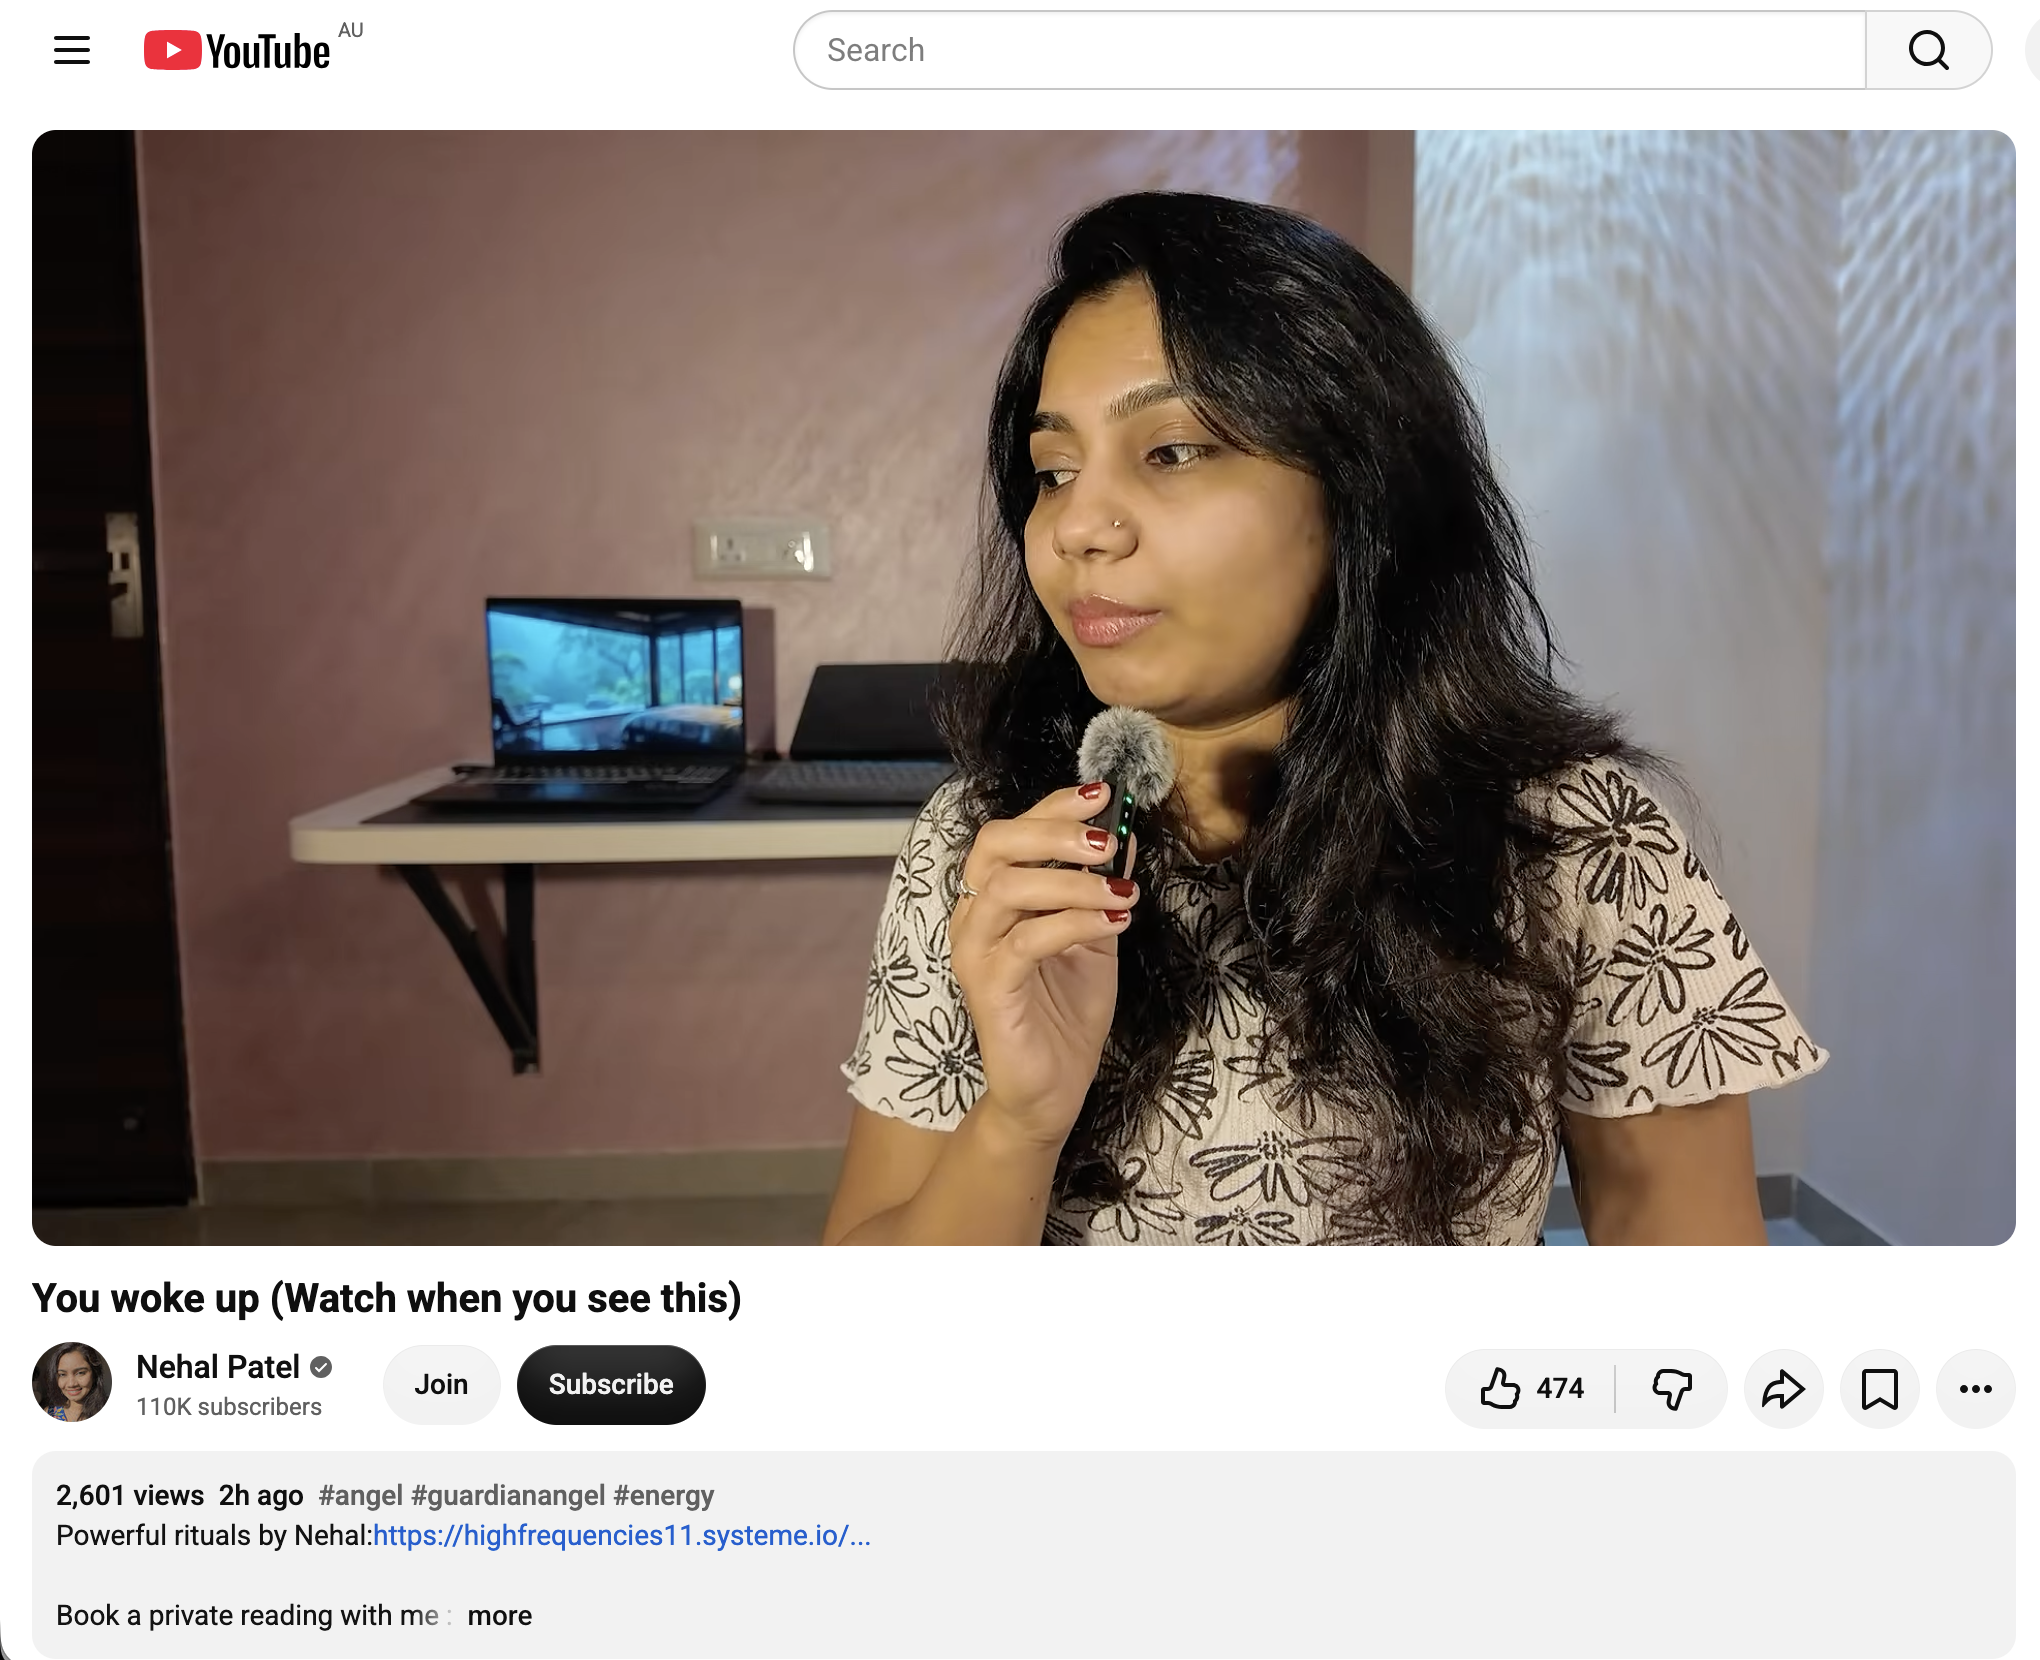 YouTube AU
Search
You woke up (Watch when you see this)
Nehal Patel
110K subscribers
Join
Subscribe
474
2,601 views 2h ago #angel #guardianangel #energy
Powerful rituals by Nehal:https://highfrequencies11.systeme.io/...
Book a private reading with me : more